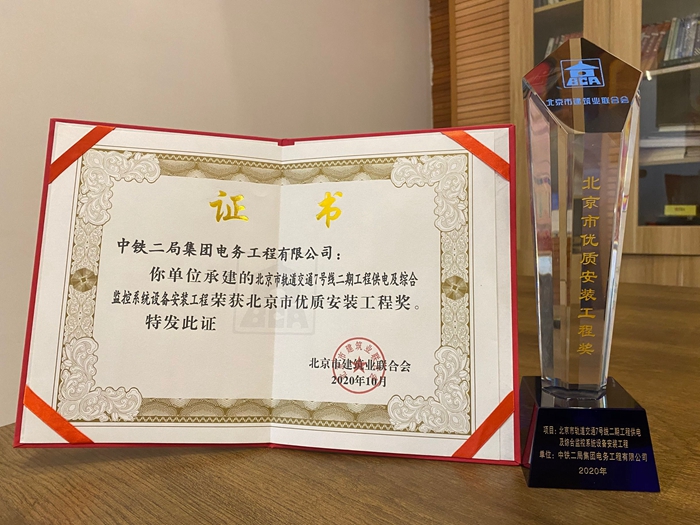 证 书
中铁二局集团电务工程有限公司：
你单位承建的北京市轨道交通7号线二期工程供电及综合
监控系统设备安装工程荣获北京市优质安装工程奖。
特发此证
北京市建筑业联合会
2020年10月
BCA
BCA
北京市建筑业联合会
北京市优质安装工程奖
项目：北京市轨道交通7号线二期工程供电
及综合监控系统设备安装工程
单位：中铁二局集团电务工程有限公司
2020年